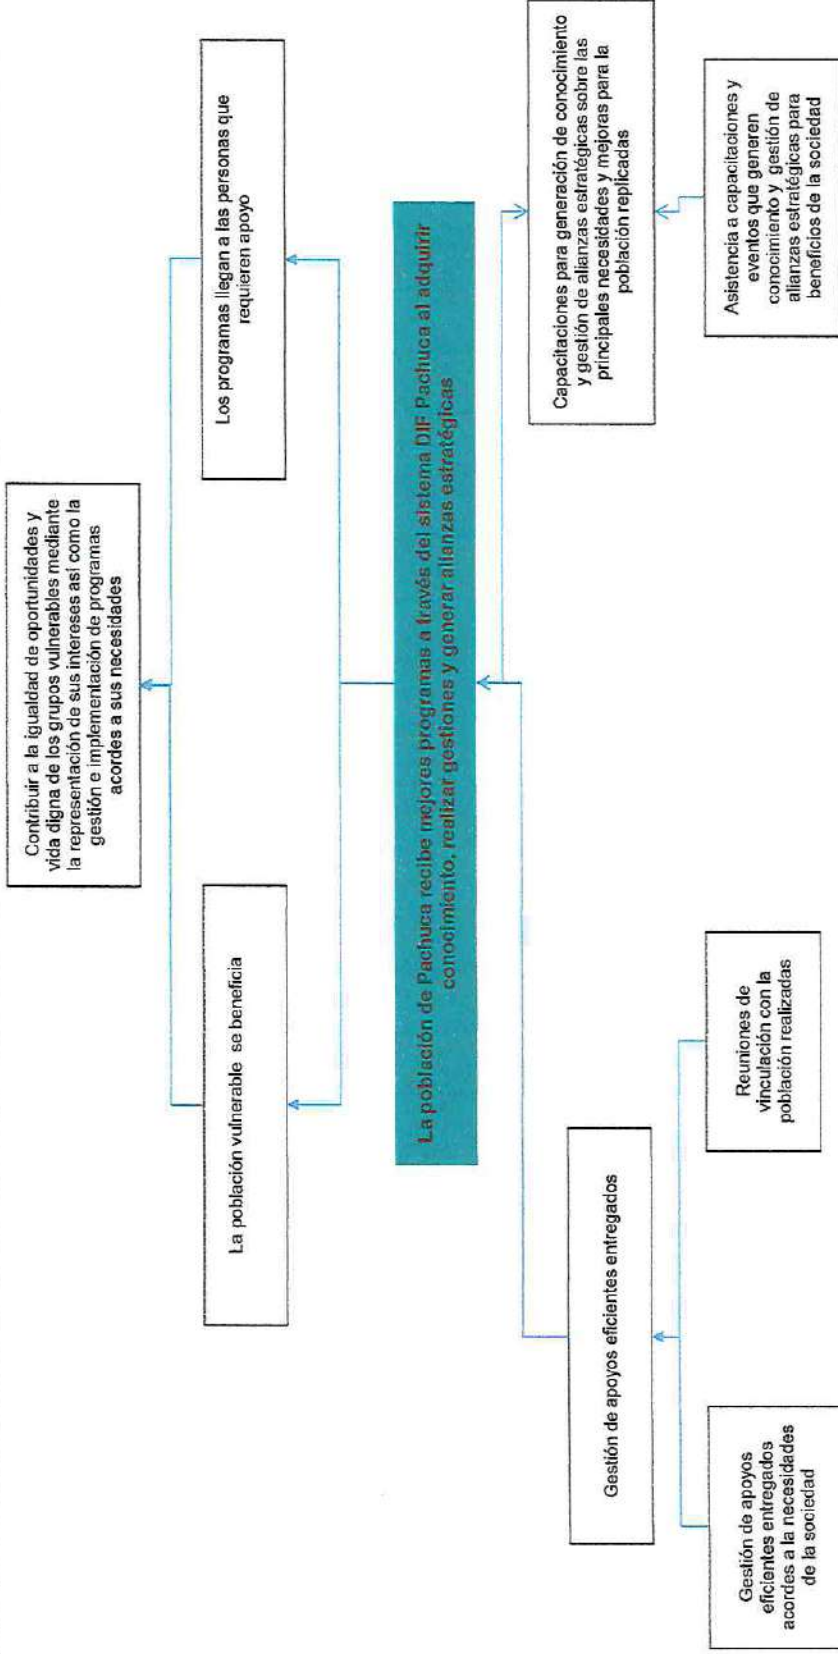 Contribuir a la igualdad de oportunidades y
vida digna de los grupos vulnerables mediante
la representación de sus intereses así como la
gestión e implementación de programas
acordes a sus necesidades
La población vulnerable se beneficia
Los programas llegan a las personas que
requieren apoyo
La población de Pachuca recibe mejores programas a través del sistema DIF Pachuca al adquirir
conocimiento, realizar gestiones y generar alianzas estratégicas
Gestión de apoyos eficientes entregados
Capacitaciones para generación de conocimiento
y gestión de alianzas estratégicas sobre las
principales necesidades y mejoras para la
población replicadas
Gestión de apoyos
eficientes entregados
acordes a la necesidades
de la sociedad
Reuniones de
vinculación con la
población realizadas
Asistencia a capacitaciones y
eventos que generen
conocimiento y gestión de
alianzas estratégicas para
beneficios de la sociedad